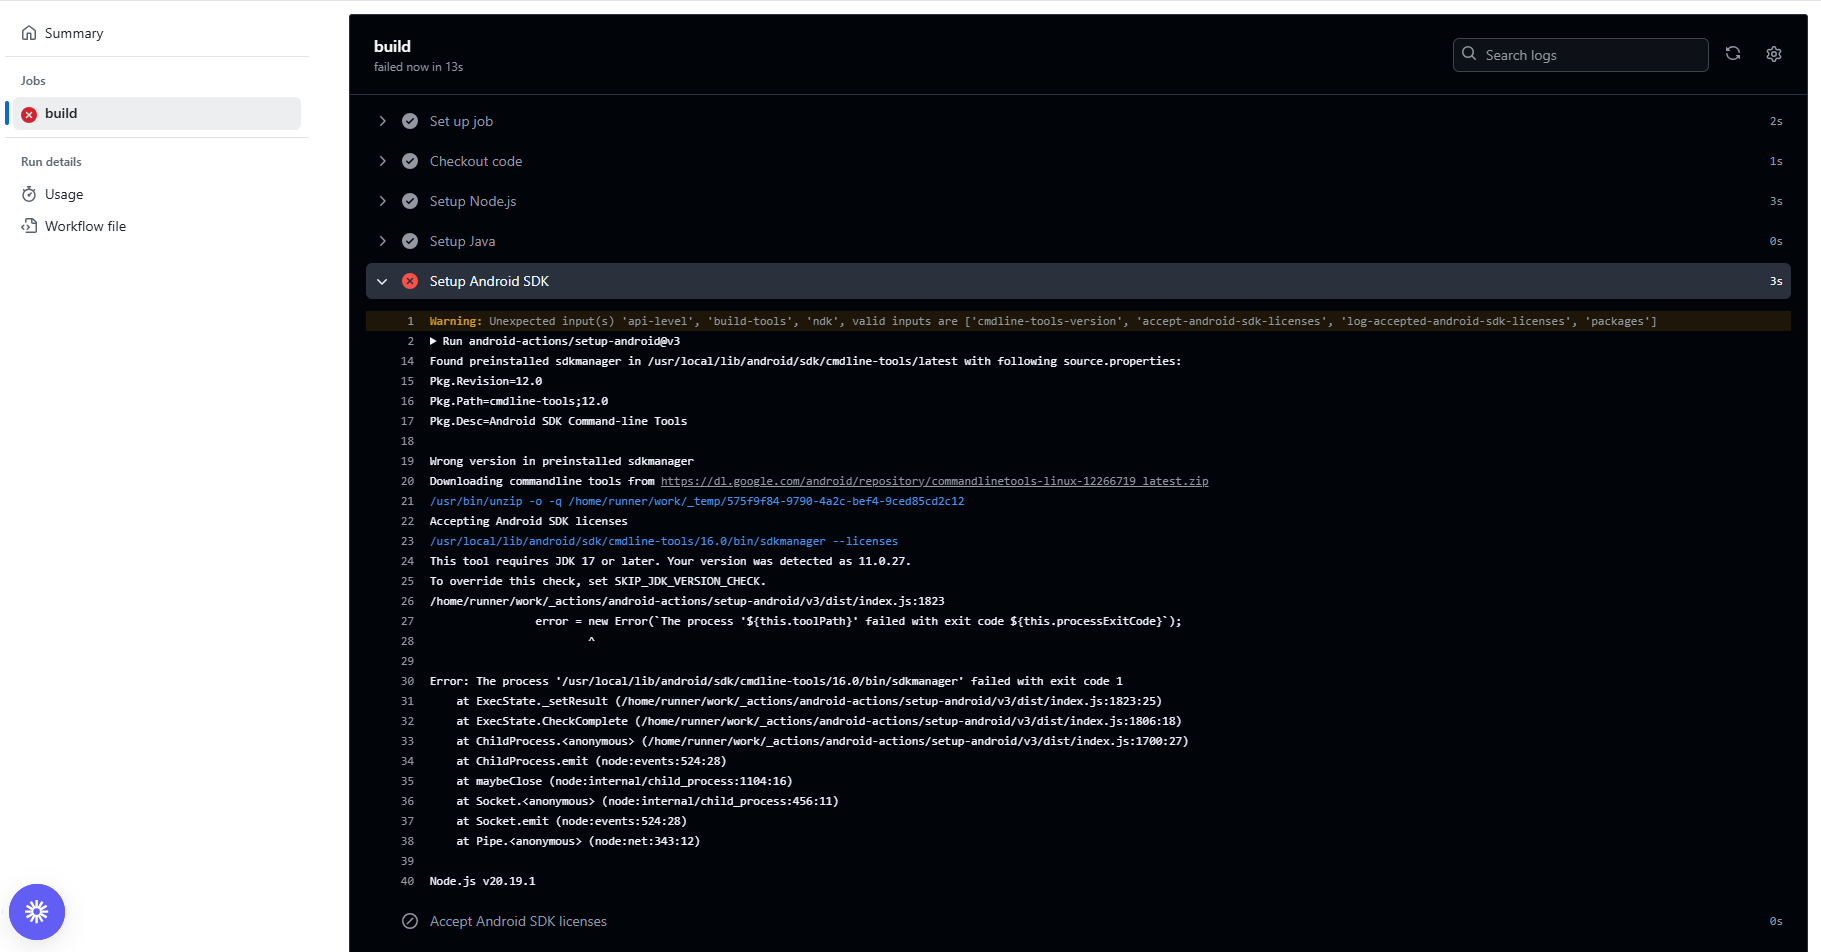 Summary
Jobs
build
Run details
Usage
Workflow file
build
failed now in 13s
Search logs
Set up job 2s
Checkout code 1s
Setup Node.js 3s
Setup Java 0s
Setup Android SDK 3s
1 Warning: Unexpected input(s) 'api-level', 'build-tools', 'ndk', valid inputs are ['cmdline-tools-version', 'accept-android-sdk-licenses', 'log-accepted-android-sdk-licenses', 'packages']
2 Run android-actions/setup-android@v3
14 Found preinstalled sdkmanager in /usr/local/lib/android/sdk/cmdline-tools/latest with following source.properties:
15 Pkg.Revision=12.0
16 Pkg.Path=cmdline-tools;12.0
17 Pkg.Desc=Android SDK Command-line Tools
18
19 Wrong version in preinstalled sdkmanager
20 Downloading commandline tools from https://dl.google.com/android/repository/commandlinetools-linux-12266719_latest.zip
21 /usr/bin/unzip -o -q /home/runner/work/_temp/575f9f84-9790-4a2c-bef4-9ced85cd2c12
22 Accepting Android SDK licenses
23 /usr/local/lib/android/sdk/cmdline-tools/16.0/bin/sdkmanager --licenses
24 This tool requires JDK 17 or later. Your version was detected as 11.0.27.
25 To override this check, set SKIP_JDK_VERSION_CHECK.
26 /home/runner/work/_actions/android-actions/setup-android/v3/dist/index.js:1823
27 error = new Error(`The process '${this.toolPath}' failed with exit code ${this.processExitCode}`);
28 ^
29
30 Error: The process '/usr/local/lib/android/sdk/cmdline-tools/16.0/bin/sdkmanager' failed with exit code 1
31 at ExecState._setResult (/home/runner/work/_actions/android-actions/setup-android/v3/dist/index.js:1823:25)
32 at ExecState.CheckComplete (/home/runner/work/_actions/android-actions/setup-android/v3/dist/index.js:1806:18)
33 at ChildProcess.<anonymous> (/home/runner/work/_actions/android-actions/setup-android/v3/dist/index.js:1700:27)
34 at ChildProcess.emit (node:events:524:28)
35 at maybeClose (node:internal/child_process:1104:16)
36 at Socket.<anonymous> (node:internal/child_process:456:11)
37 at Socket.emit (node:events:524:28)
38 at Pipe.<anonymous> (node:net:343:12)
39
40 Node.js v20.19.1
Accept Android SDK licenses 0s